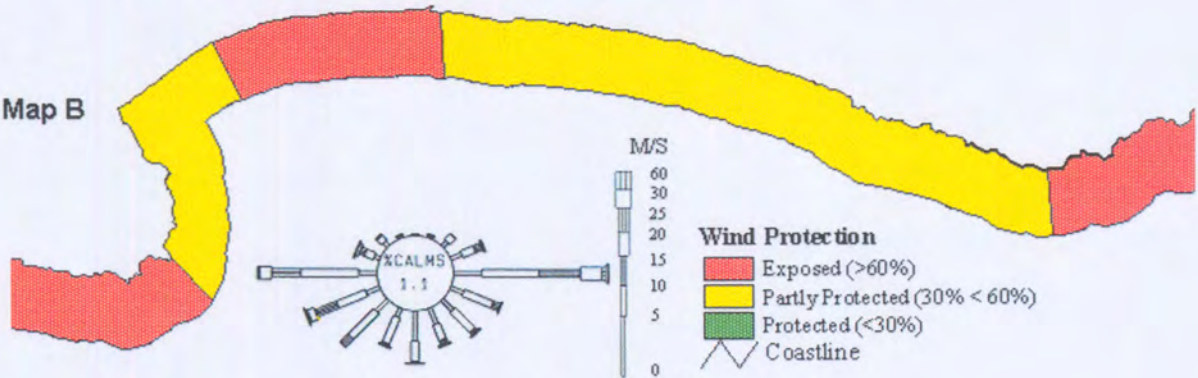 Map B
M/S
60
30
25
20
15
10
5
0
%CALMS
1.1
Wind Protection
Exposed (>60%)
Partly Protected (30% < 60%)
Protected (<30%)
Coastline